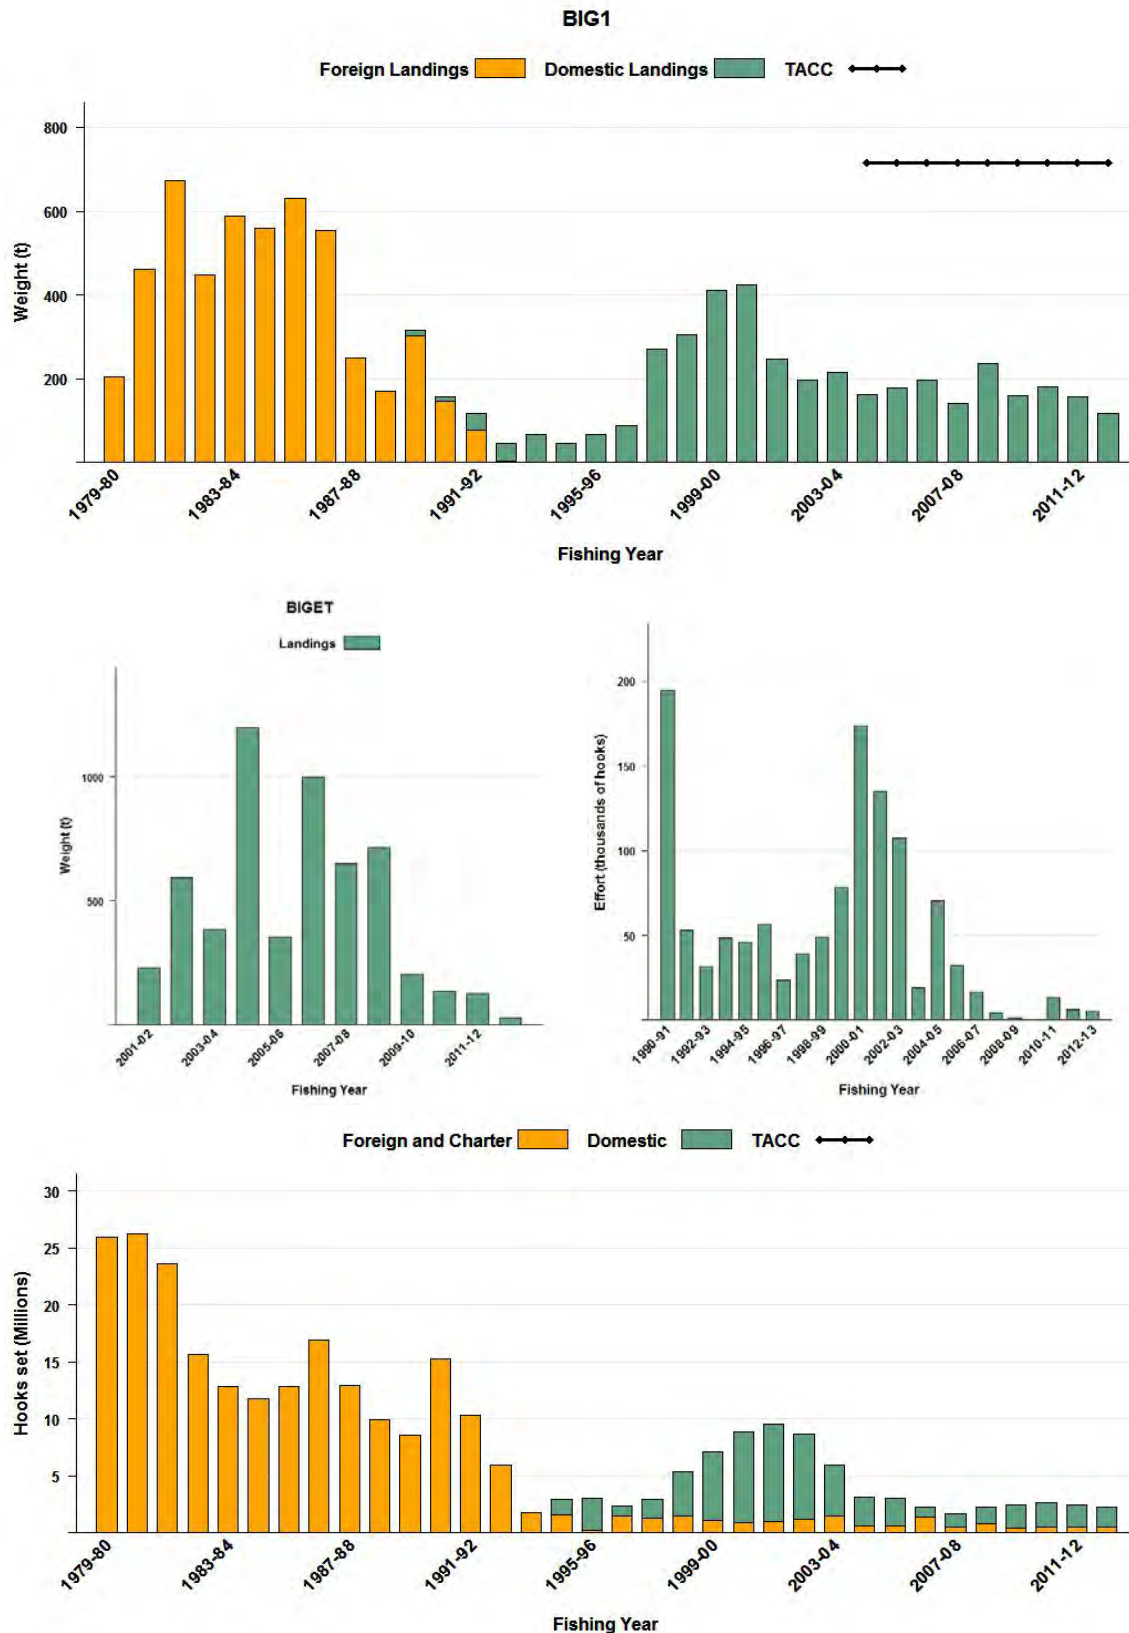 BIG1
Foreign Landings Domestic Landings TACC
800
600
400
200
Weight (t)
1979-80 1983-84 1987-88 1991-92 1995-96 1999-00 2003-04 2007-08 2011-12
Fishing Year
BIGET
Landings
1000
500
Weight (t)
2001-02 2003-04 2005-06 2007-08 2009-10 2011-12
Fishing Year
200
150
100
50
Effort (thousands of hooks)
1990-91 1992-93 1994-95 1996-97 1998-99 2000-01 2002-03 2004-05 2006-07 2008-09 2010-11 2012-13
Fishing Year
Foreign and Charter Domestic TACC
30
25
20
15
10
5
Hooks set (Millions)
1979-80 1983-84 1987-88 1991-92 1995-96 1999-00 2003-04 2007-08 2011-12
Fishing Year